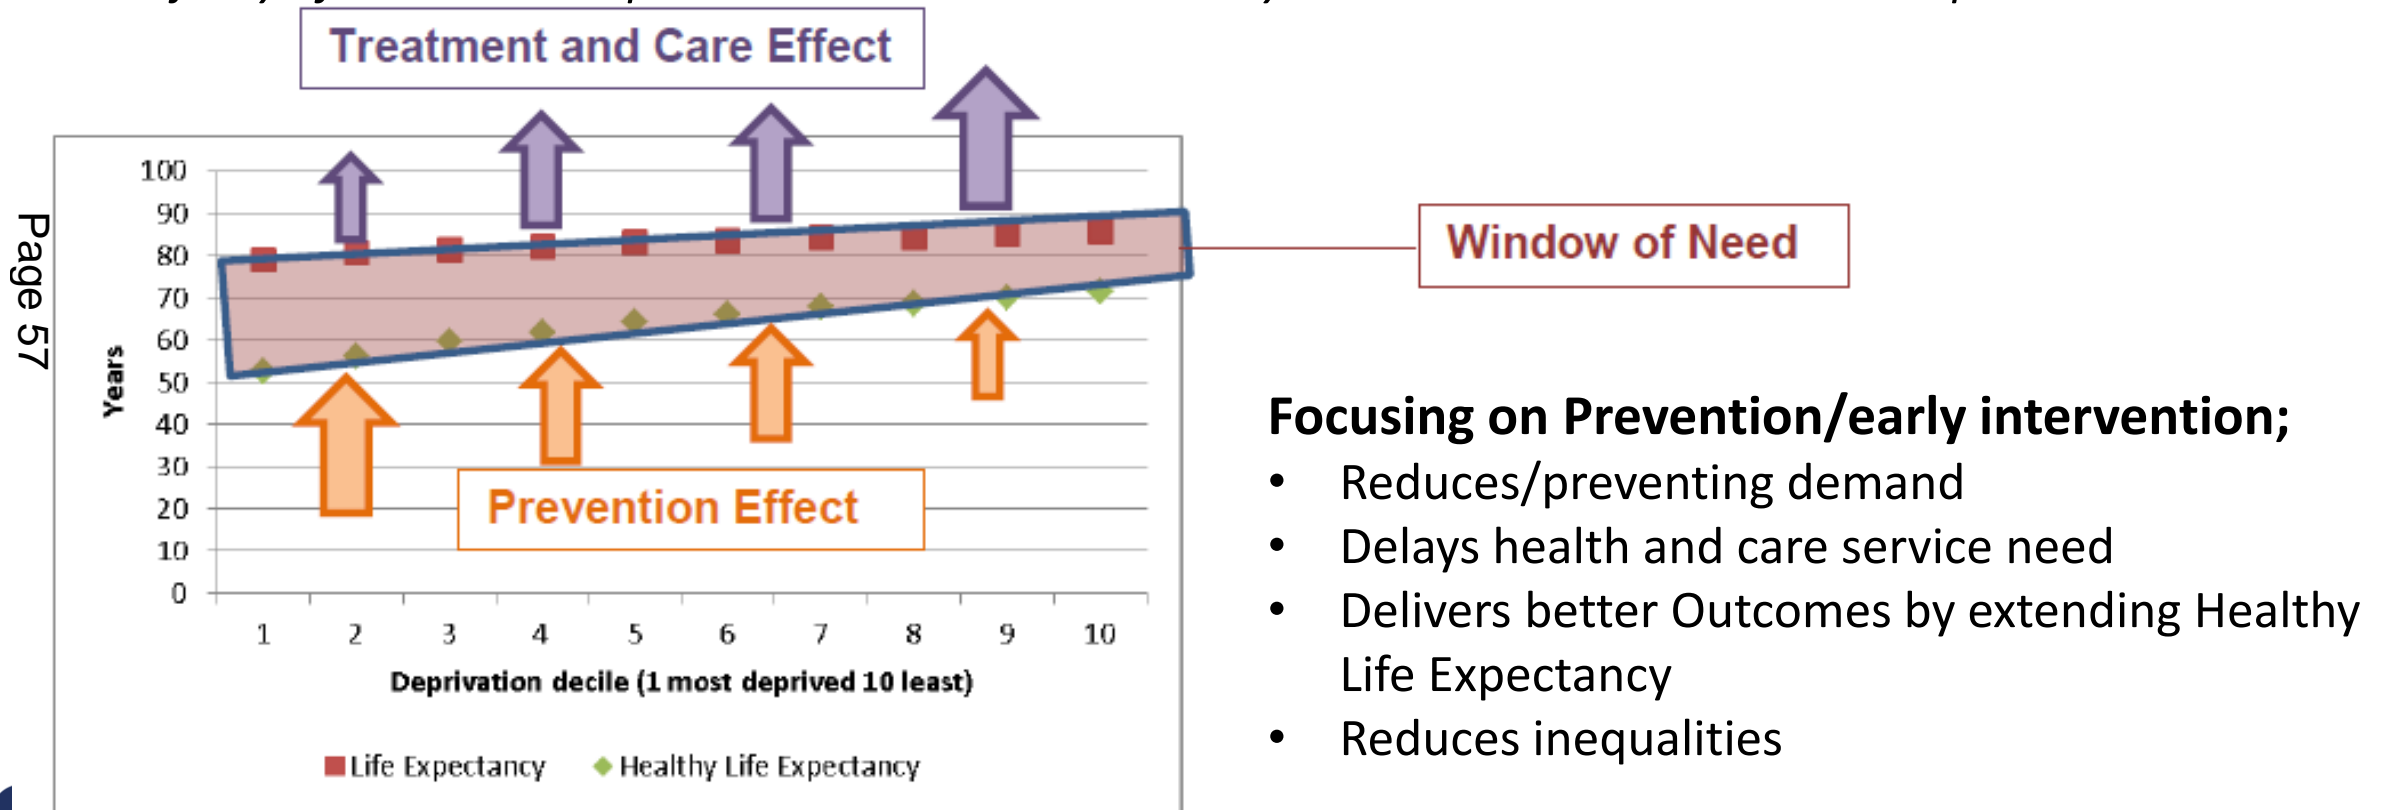 Treatment and Care Effect
100
90
80
70
60
50
40
30
20
10
0
Years
1 2 3 4 5 6 7 8 9 10
Deprivation decile (1 most deprived 10 least)
Life Expectancy Healthy Life Expectancy
Prevention Effect
Window of Need
Focusing on Prevention/early intervention;
• Reduces/preventing demand
• Delays health and care service need
• Delivers better Outcomes by extending Healthy
Life Expectancy
• Reduces inequalities
Page 57